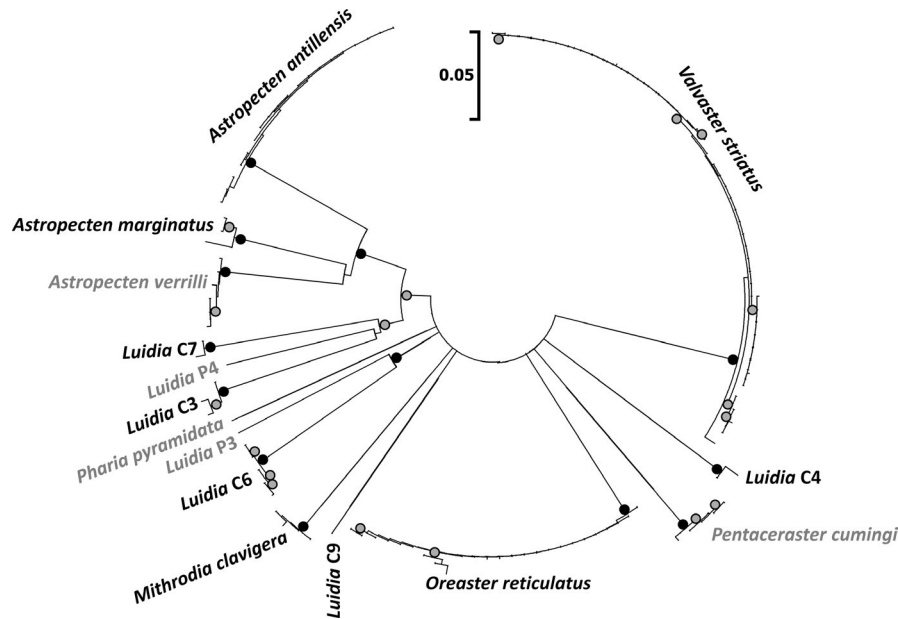 Astropecten antillensis
0.05
Valvaster striatus
Astropecten marginatus
Astropecten verrilli
Luidia C7
Luidia P4
Luidia C3
Pharia pyramidata
Luidia P3
Luidia C6
Mithrodia clavigera
Luidia C9
Oreaster reticulatus
Pentaceraster cumingi
Luidia C4